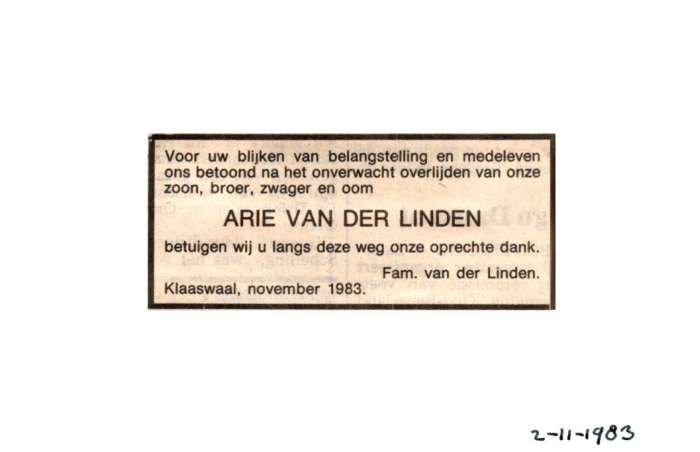 Voor uw blijken van belangstelling en medeleven
ons betoond na het onverwacht overlijden van onze
zoon, broer, zwager en oom
ARIE VAN DER LINDEN
betuigen wij u langs deze weg onze oprechte dank.
Fam. van der Linden.
Klaaswaal, november 1983.
2-11-1983